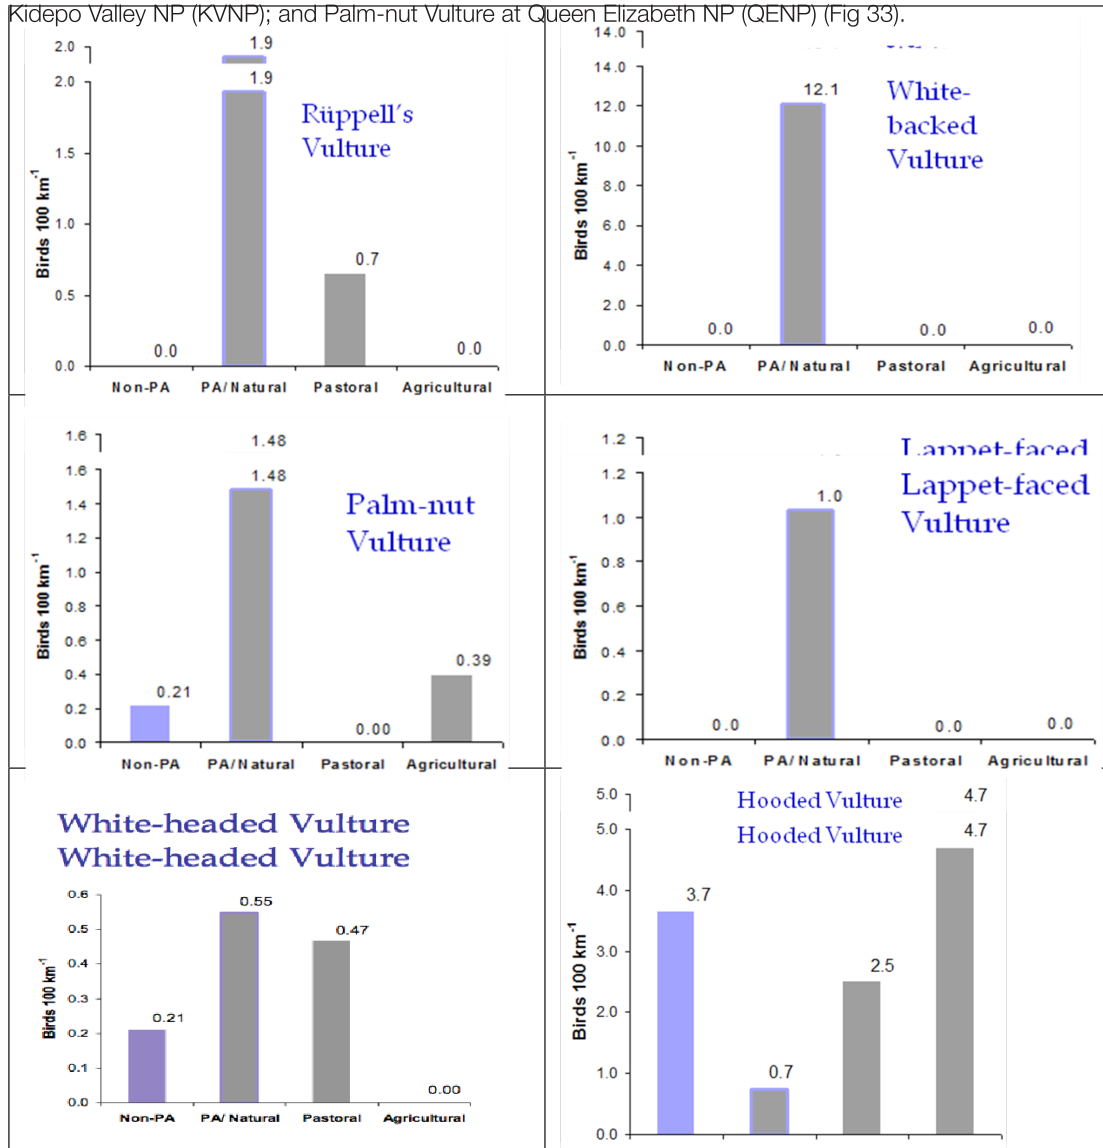 Kidepo Valley NP (KVNP); and Palm-nut Vulture at Queen Elizabeth NP (QENP) (Fig 33).
2.0
1.9
2.0
1.9
Rüppell's
Vulture
1.5
1.0
0.7
0.5
0.0
0.0
0.0
Birds 100 km-1
Non-PA PA/Natural Pastoral Agricultural
14.0
14.0
White-
backed
Vulture
12.1
12.0
10.0
8.0
6.0
4.0
2.0
0.0
0.0
0.0
0.0
Birds 100 km-1
Non-PA PA/Natural Pastoral Agricultural
1.6
1.48
1.6
1.48
Palm-nut
Vulture
1.4
1.2
1.0
0.8
0.6
0.4
0.39
0.21
0.2
0.00
0.0
Birds 100 km-1
Non-PA PA/Natural Pastoral Agricultural
1.2
Lappet-faced
1.2
Lappet-faced
Vulture
1.0
1.0
0.8
0.6
0.4
0.2
0.0
0.0
0.0
0.0
Birds 100 km-1
Non-PA PA/Natural Pastoral Agricultural
White-headed Vulture
White-headed Vulture
0.6
0.55
0.5
0.47
0.4
0.3
0.21
0.2
0.1
0.00
0.0
Birds 100 km-1
Non-PA PA/Natural Pastoral Agricultural
5.0
Hooded Vulture
4.7
5.0
Hooded Vulture
4.7
4.0
3.7
3.0
2.5
2.0
1.0
0.7
0.0
Birds 100 km-1